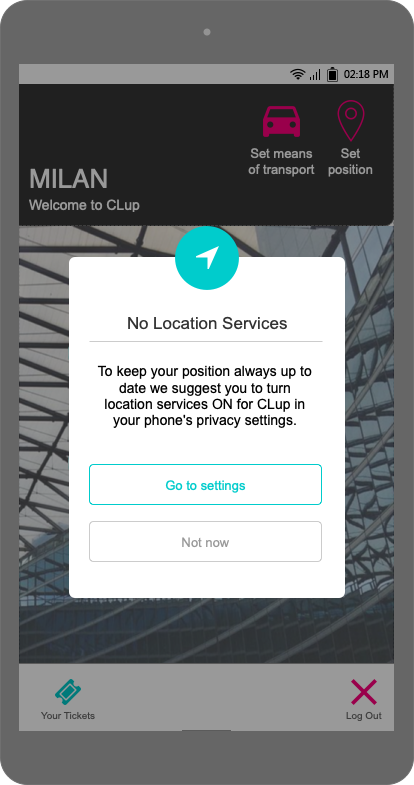 02:18 PM
Set means
of transport
Set
position
MILAN
Welcome to CLup
No Location Services
To keep your position always up to
date we suggest you to turn
location services ON for CLup in
your phone's privacy settings.
Go to settings
Not now
Your Tickets
Log Out